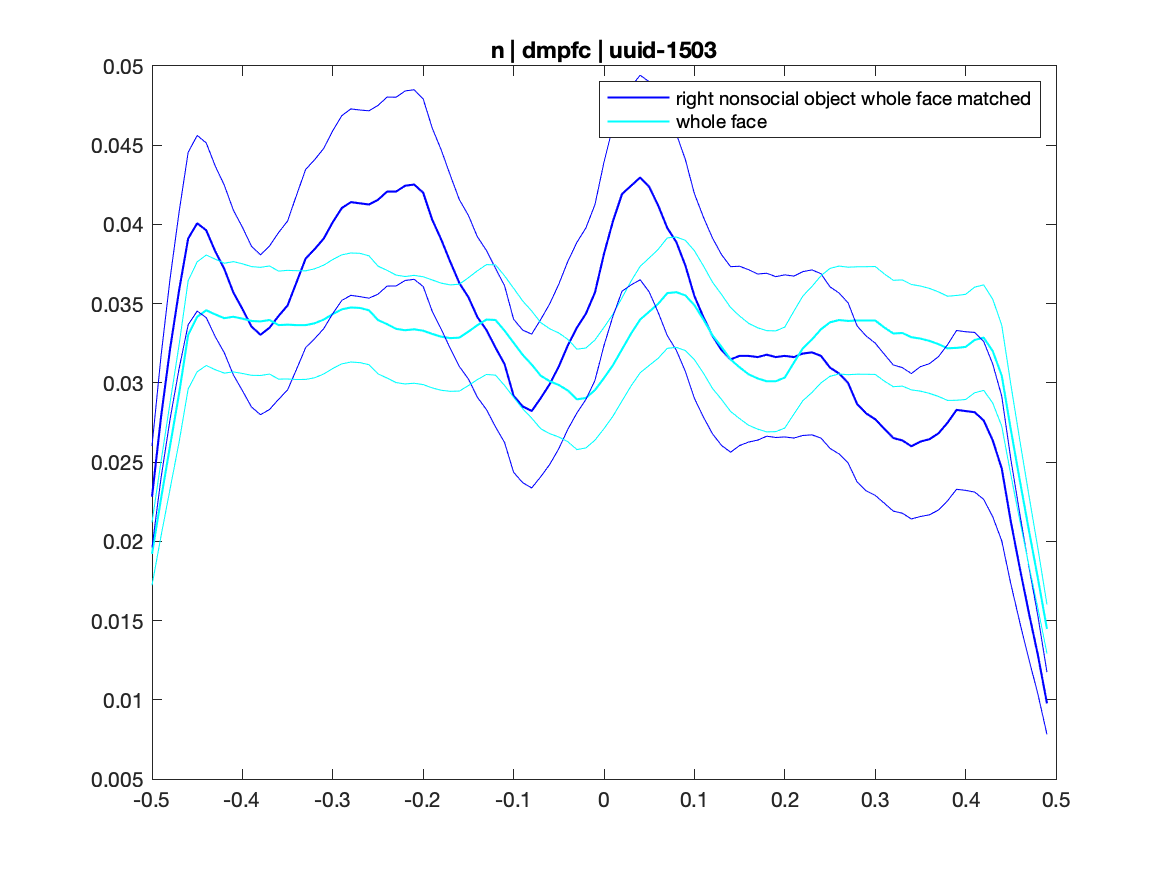 n | dmpfc | uuid-1503
0.05
right nonsocial object whole face matched
whole face
0.045
0.04
0.035
0.03
0.025
0.02
0.015
0.01
0.005
-0.5 -0.4 -0.3 -0.2 -0.1 0 0.1 0.2 0.3 0.4 0.5